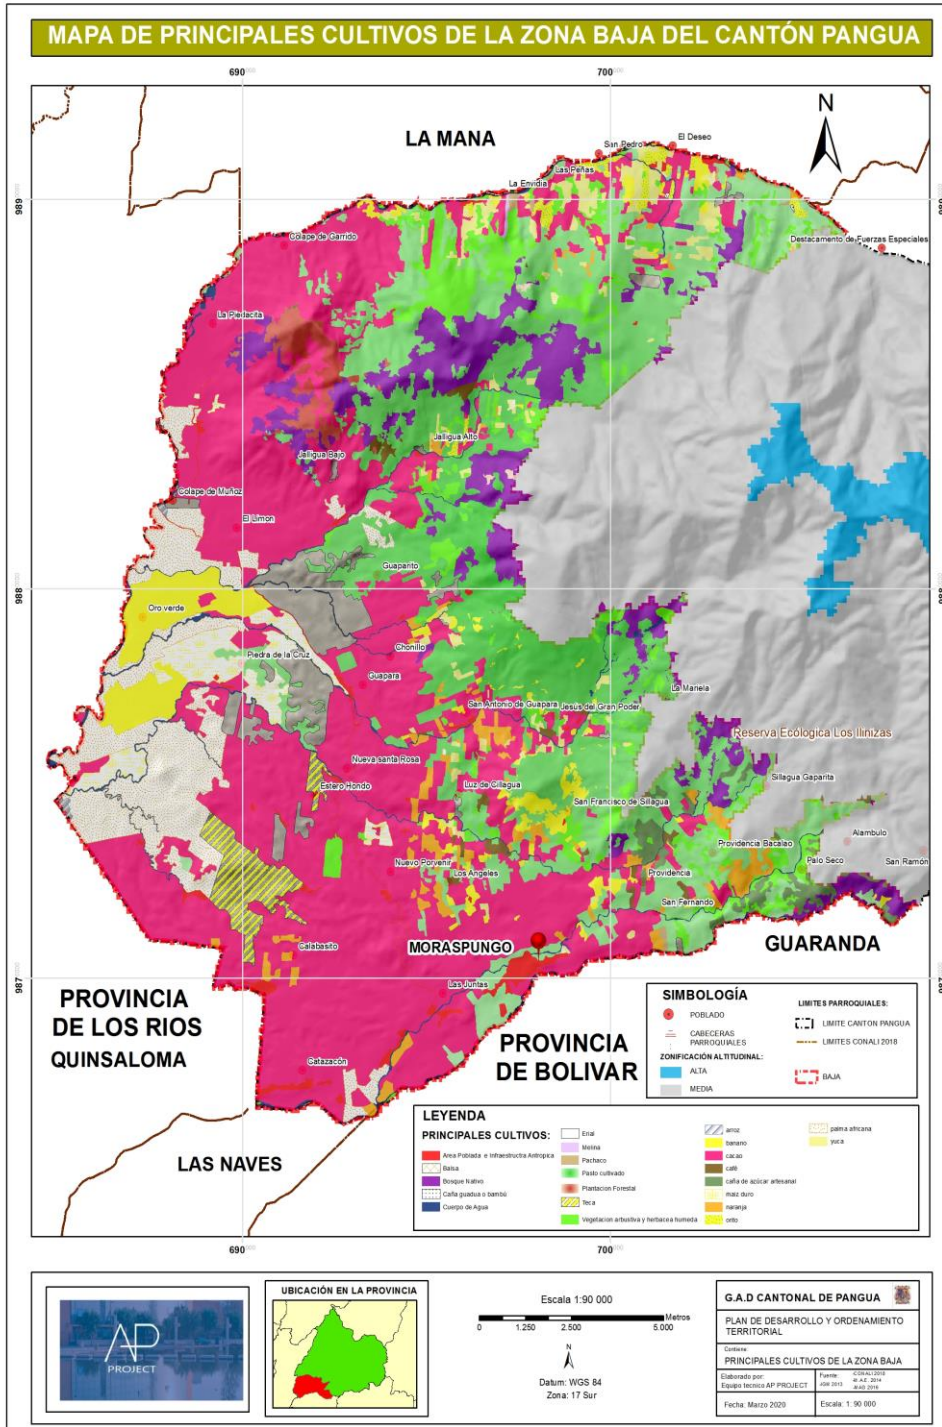 MAPA DE PRINCIPALES CULTIVOS DE LA ZONA BAJA DEL CANTÓN PANGUA
690000
700000
N
LA MANA
El Deseo
San Pedro
Las Peñas
La Envidia
Colape de Garrido
Destacamento de Fuerzas Especiales
La Piedacita
Jalligua Alto
Jalligua Bajo
Colape de Muñoz
El Limon
Guaparito
Oro verde
Chonillo
Piedra de la Cruz
Guapara
La Mariela
San Antonio de Guapara
Jesus del Gran Poder
Reserva Ecológica Los Ilinizas
Nueva santa Rosa
Sillagua Gaparita
Estero Hondo
Luz de Cillagua
San Francisco de Sillagua
Alambulo
Providencia Bacalao
Palo Seco
San Ramón
Nuevo Porvenir
Los Angeles
Providencia
San Fernando
Calabasito
MORASPUNGO
GUARANDA
Las Juntas
PROVINCIA
DE LOS RIOS
QUINSALOMA
PROVINCIA
DE BOLIVAR
Catazacón
LAS NAVES
SIMBOLOGÍA
POBLADO
CABECERAS
PARROQUIALES
ZONIFICACIÓN ALTITUDINAL:
ALTA
MEDIA
LIMITES PARROQUIALES:
LIMITE CANTON PANGUA
LIMITES CONALI 2018
BAJA
LEYENDA
PRINCIPALES CULTIVOS:
Area Poblada e Infraestructra Antropica
Balsa
Bosque Nativo
Caña guadua o bambú
Cuerpo de Agua
Erial
Melina
Pachaco
Pasto cultivado
Plantacion Forestal
Teca
Vegetacion arbustiva y herbacea humeda
arroz
banano
cacao
café
caña de azúcar artesanal
maiz duro
naranja
orito
palma africana
yuca
690000
700000
AP
PROJECT
UBICACIÓN EN LA PROVINCIA
Escala 1:90 000
Metros
0 1.250 2.500 5.000
N
Datum: WGS 84
Zona: 17 Sur
G.A.D CANTONAL DE PANGUA
PLAN DE DESARROLLO Y ORDENAMIENTO
TERRITORIAL
Contiene:
PRINCIPALES CULTIVOS DE LA ZONA BAJA
Elaborado por:
Equipo tecnico AP PROJECT
Fuente:
Fecha: Marzo 2020
Escala: 1: 90 000